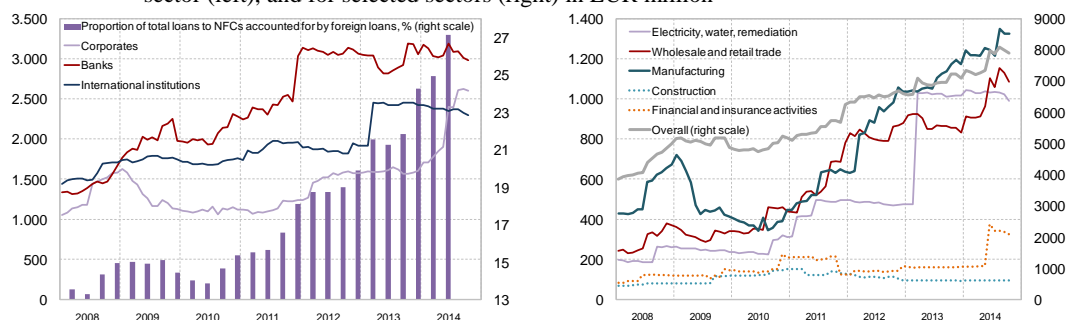 sector (left), and for selected sectors (right) in EUR million
3.500
3.000
2.500
2.000
1.500
1.000
500
0
Proportion of total loans to NFCs accounted for by foreign loans, % (right scale)
Corporates
Banks
International institutions
27
25
23
21
19
17
15
13
2008 2009 2010 2011 2012 2013 2014
1.400
1.200
1.000
800
600
400
200
0
Electricity, water, remediation
Wholesale and retail trade
Manufacturing
Construction
Financial and insurance activities
Overall (right scale)
9000
8000
7000
6000
5000
4000
3000
2000
1000
0
2008 2009 2010 2011 2012 2013 2014